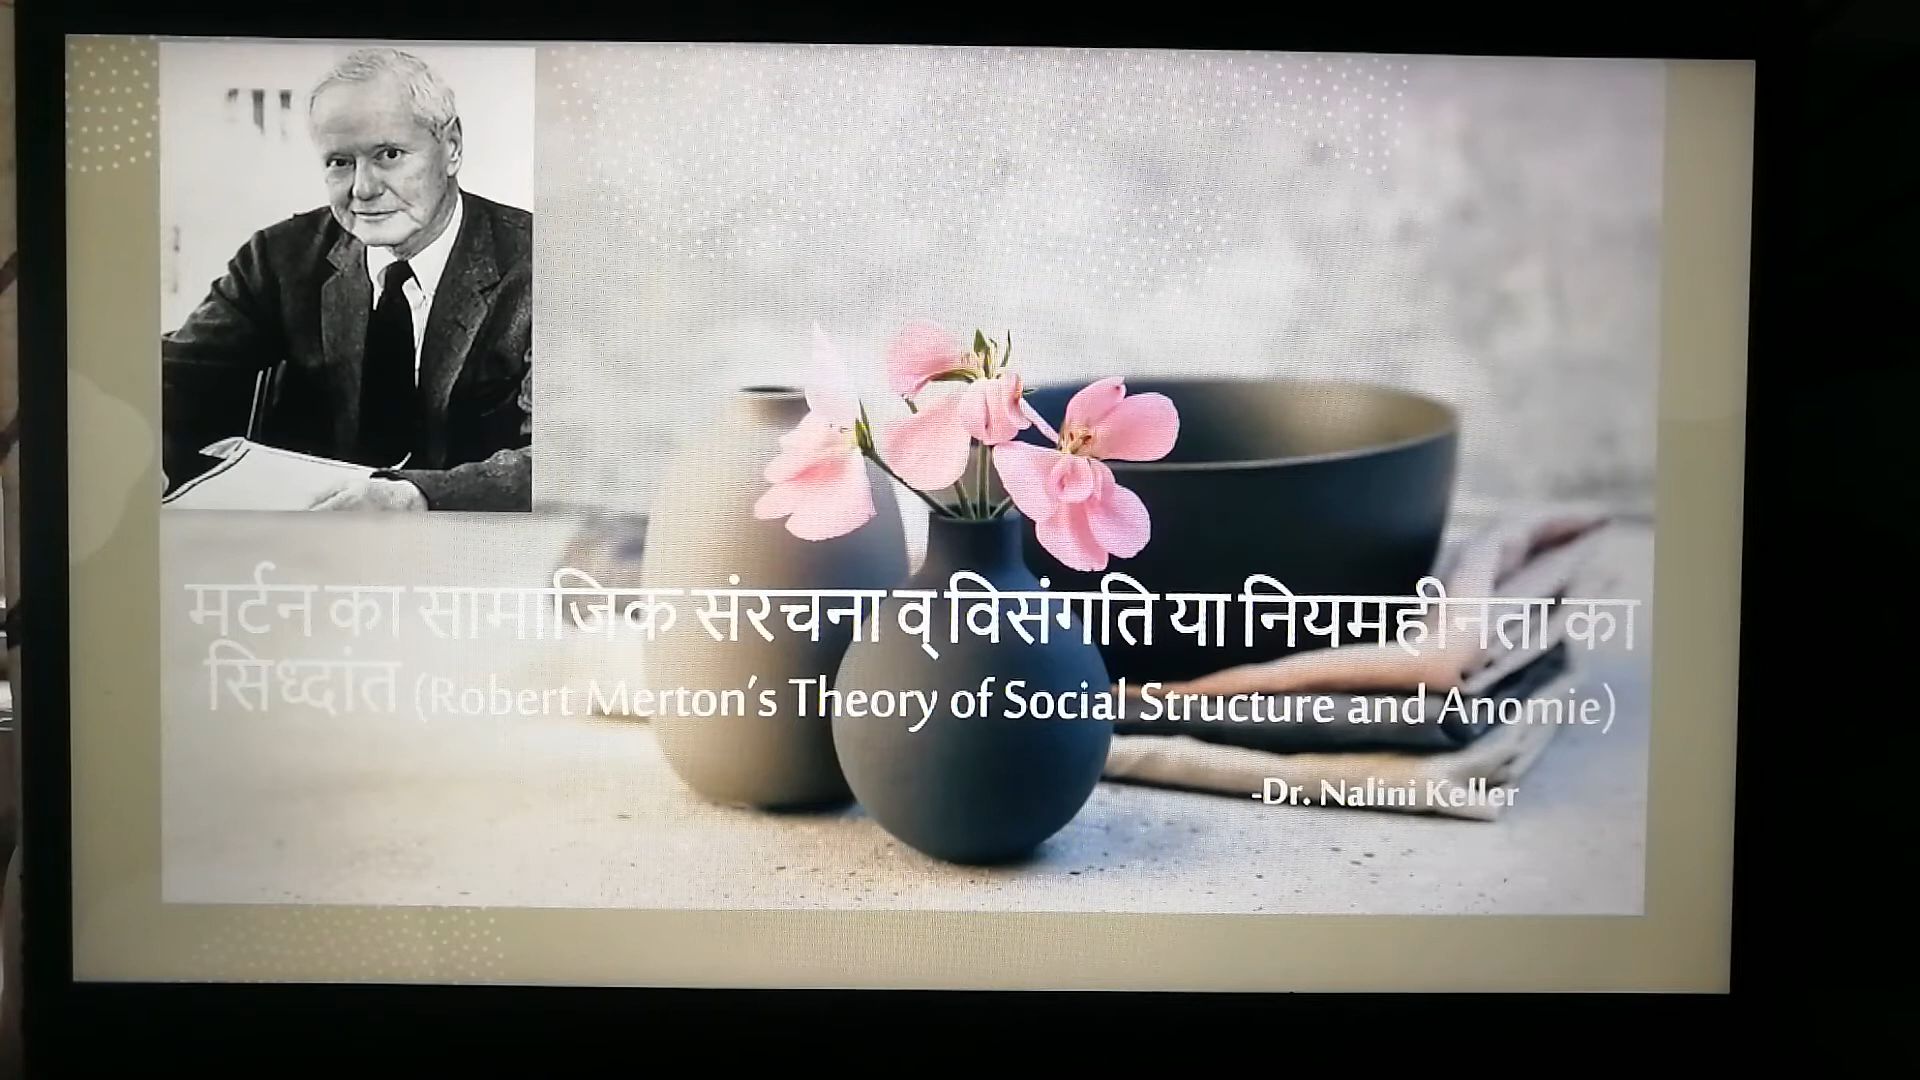 मर्टन का सामाजिक संरचना व् विसंगति या नियमहीनता का
सिध्दांत (Robert Merton's Theory of Social Structure and Anomie)
-Dr. Nalini Keller